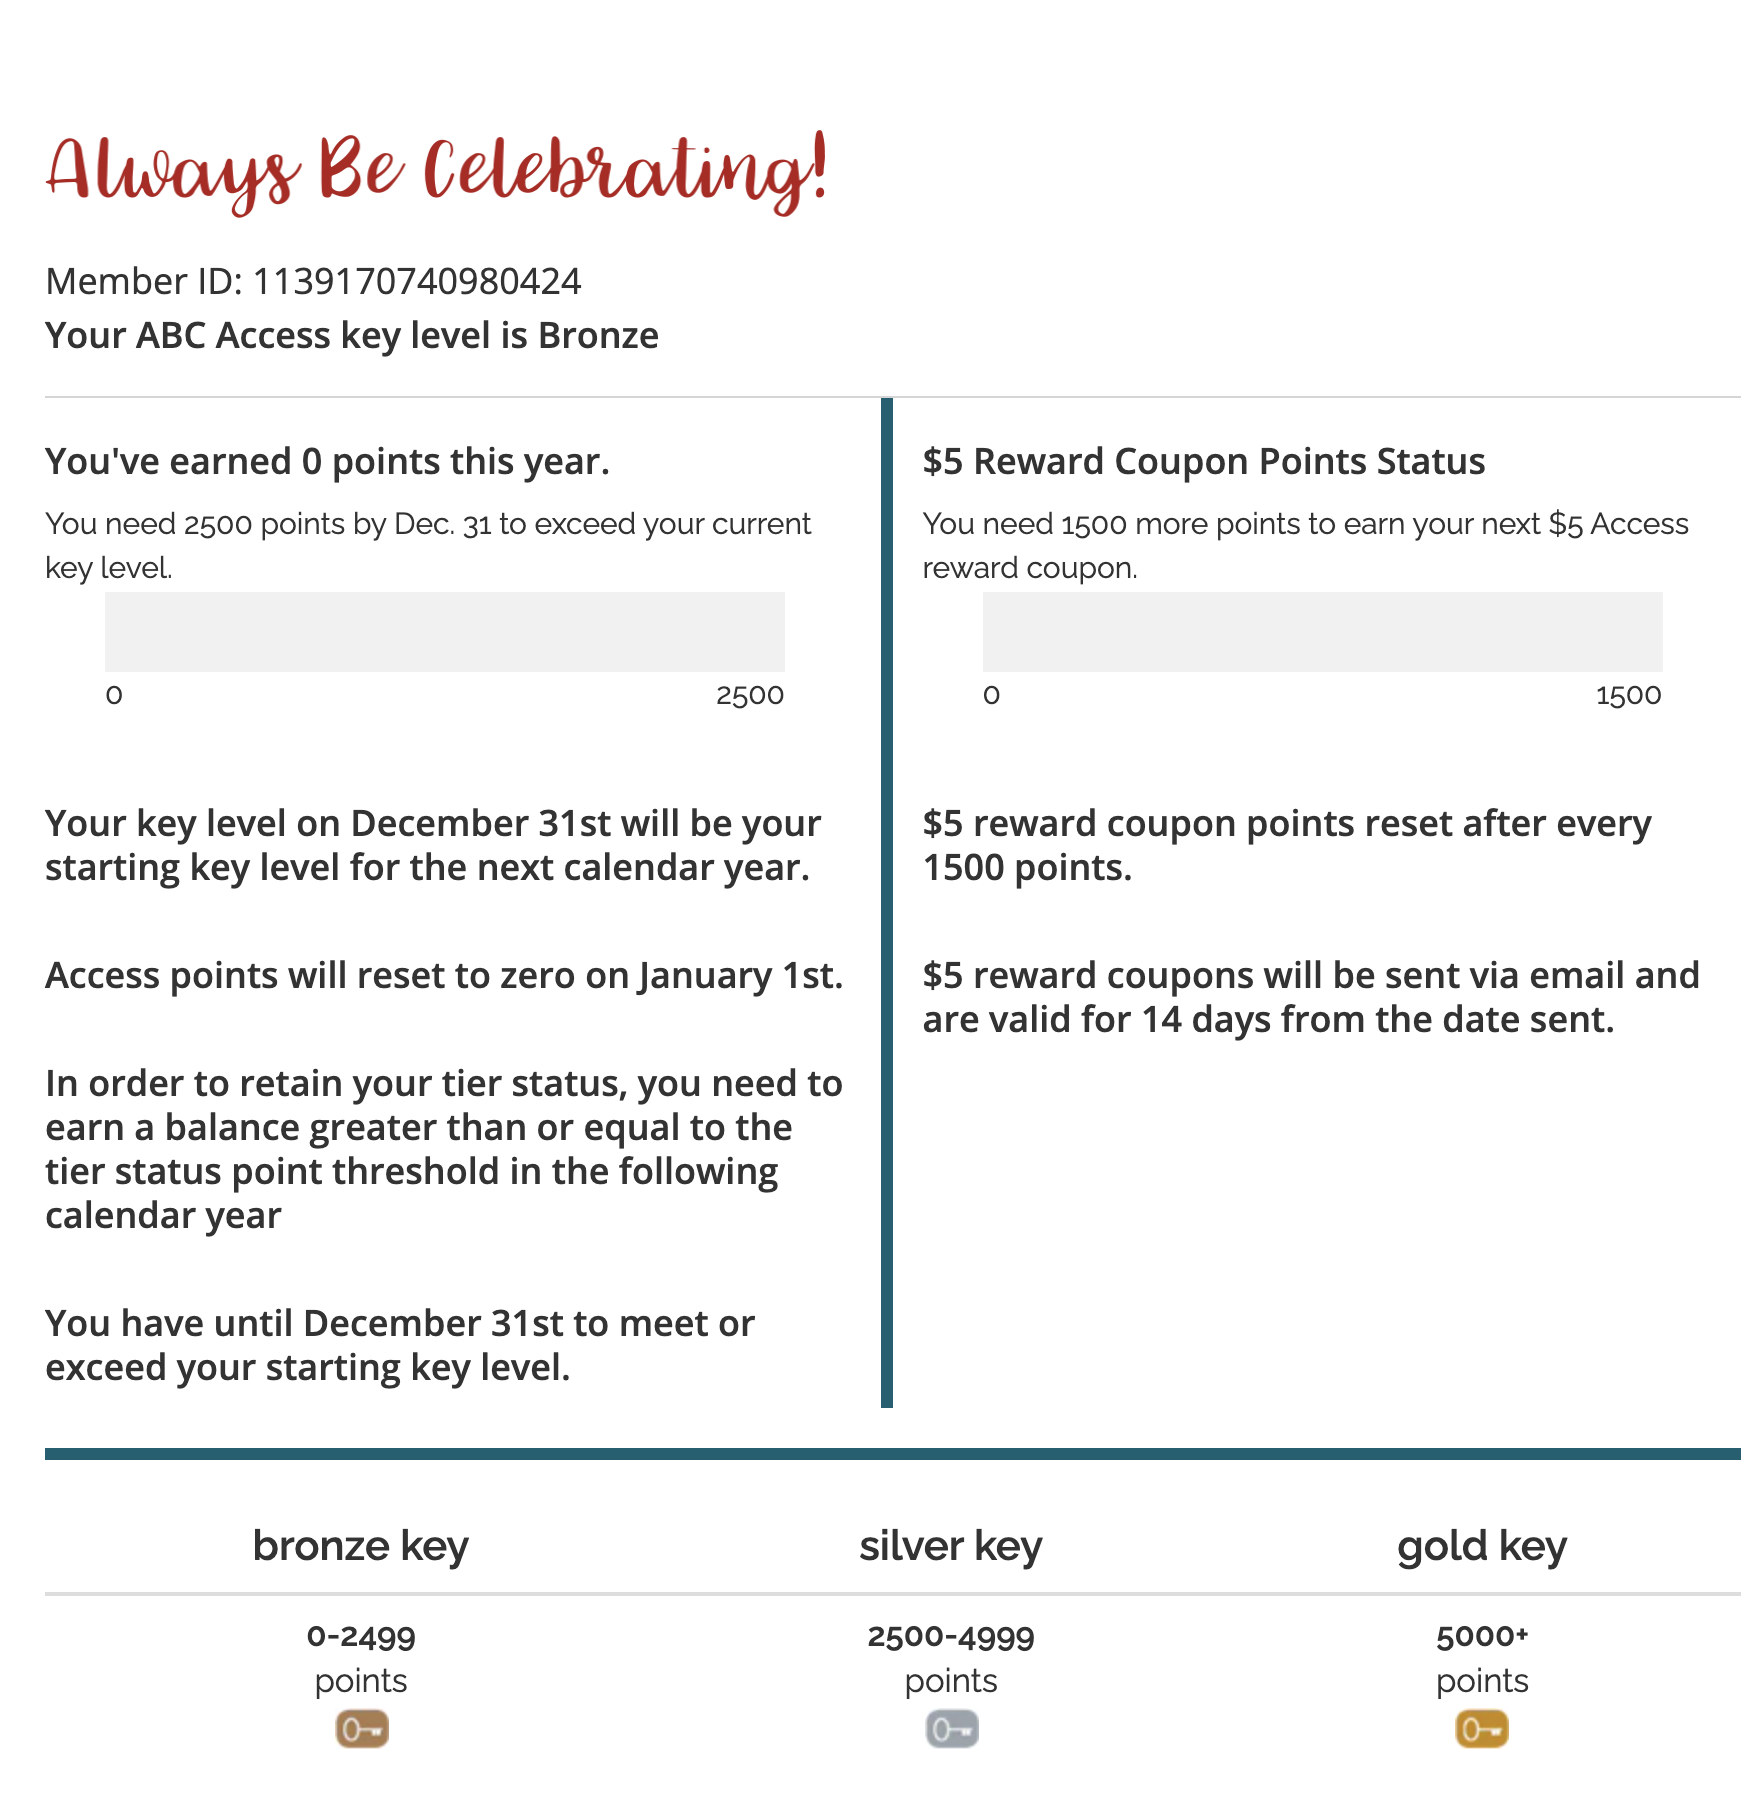 Always Be Celebrating!
Member ID: 1139170740980424
Your ABC Access key level is Bronze
You've earned 0 points this year.
You need 2500 points by Dec. 31 to exceed your current
key level.
0 2500
Your key level on December 31st will be your
starting key level for the next calendar year.
Access points will reset to zero on January 1st.
In order to retain your tier status, you need to
earn a balance greater than or equal to the
tier status point threshold in the following
calendar year
You have until December 31st to meet or
exceed your starting key level.
$5 Reward Coupon Points Status
You need 1500 more points to earn your next $5 Access
reward coupon.
0 1500
$5 reward coupon points reset after every
1500 points.
$5 reward coupons will be sent via email and
are valid for 14 days from the date sent.
bronze key silver key gold key
0-2499 2500-4999 5000+
points points points